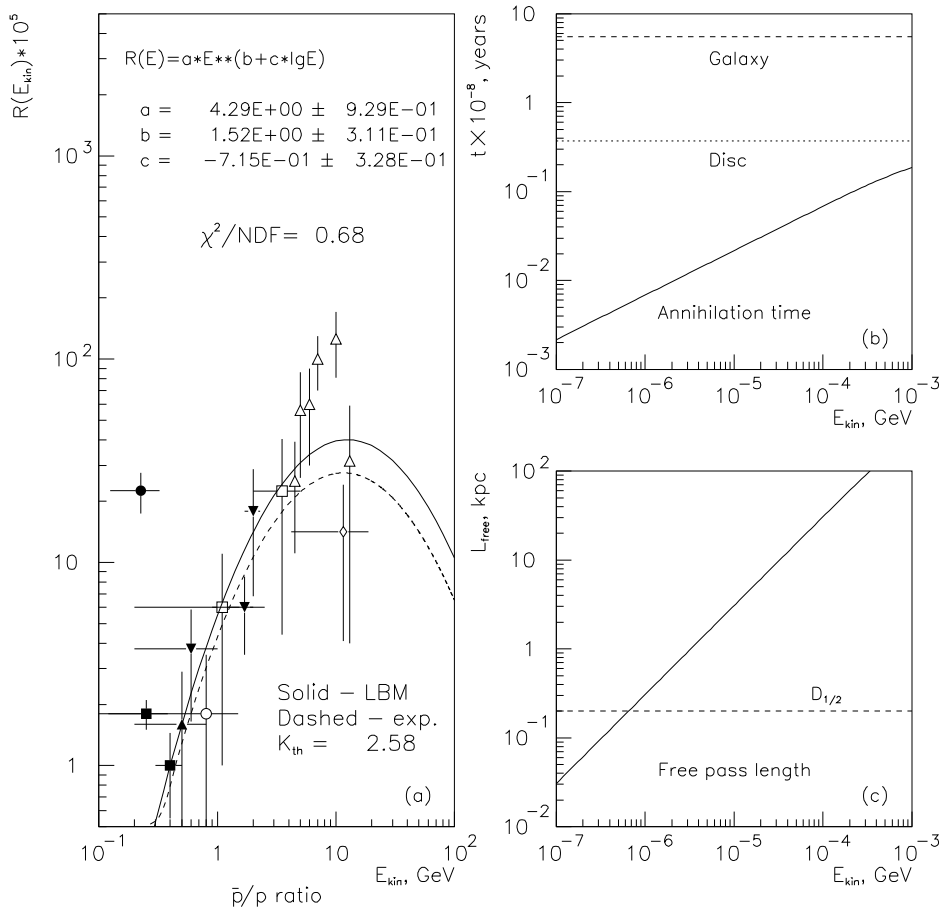 R(E_kin)*10^5
R(E)=a*E**(b+c*lgE)
a = 4.29E+00 ± 9.29E-01
b = 1.52E+00 ± 3.11E-01
c = -7.15E-01 ± 3.28E-01
χ²/NDF= 0.68
10^3
10^2
10
1
Solid - LBM
Dashed - exp.
K_th = 2.58
(a)
10^-1 1 10 10^2
E_kin, GeV
p̄/p ratio
t×10^-8, years
10
1
10^-1
10^-2
10^-3
Galaxy
Disc
Annihilation time
(b)
10^-7 10^-6 10^-5 10^-4 10^-3
E_kin, GeV
L_free, kpc
10^2
10
1
10^-1
10^-2
D_1/2
Free pass length
(c)
10^-7 10^-6 10^-5 10^-4 10^-3
E_kin, GeV